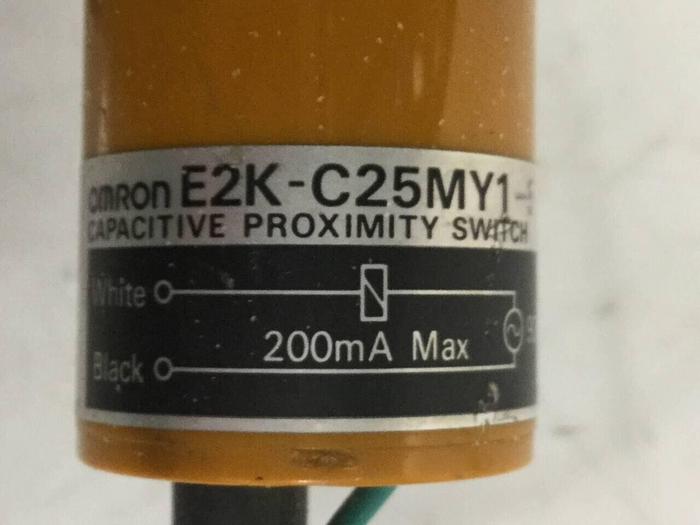 omron E2K-C25MY1-
CAPACITIVE PROXIMITY SWITCH
White
200mA Max
Black